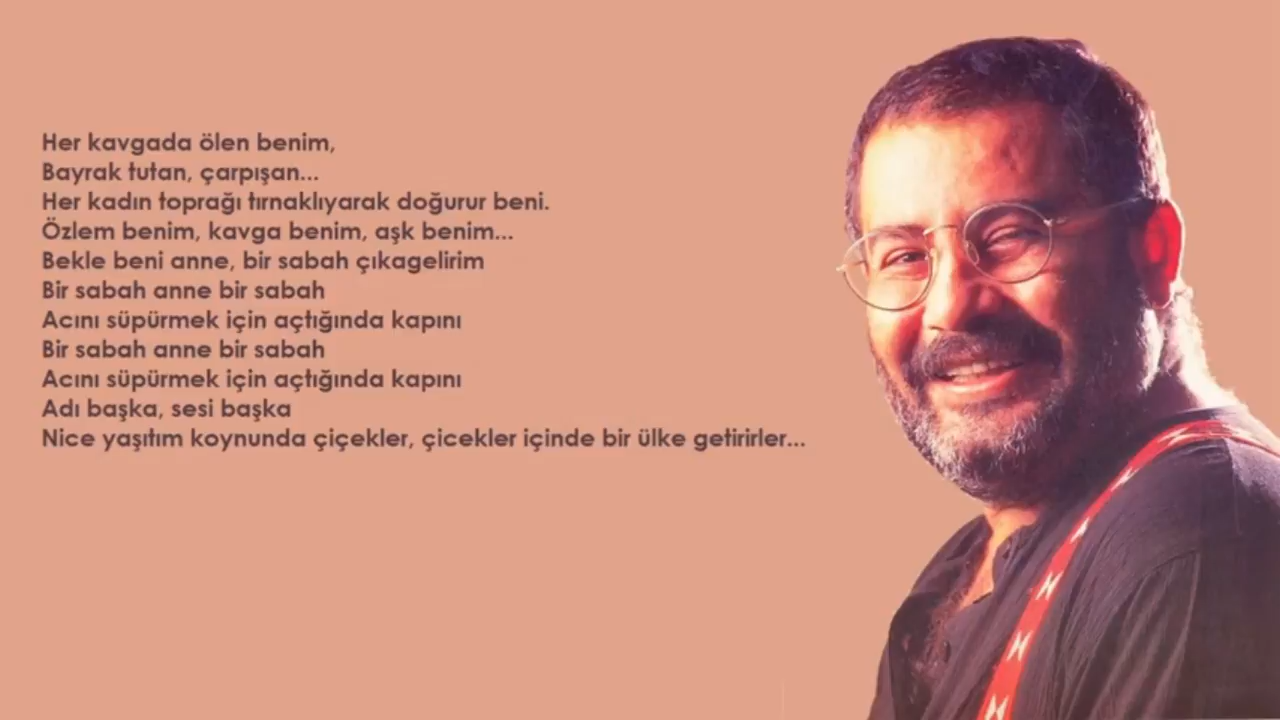 Her kavgada ölen benim,
Bayrak tutan, çarpışan...
Her kadın toprağı tırnaklıyarak doğurur beni.
Özlem benim, kavga benim, aşk benim...
Bekle beni anne, bir sabah çıkagelirim
Bir sabah anne bir sabah
Acını süpürmek için açtığında kapını
Bir sabah anne bir sabah
Acını süpürmek için açtığında kapını
Adı başka, sesi başka
Nice yaşıtım koynunda çiçekler, çicekler içinde bir ülke getirirler...